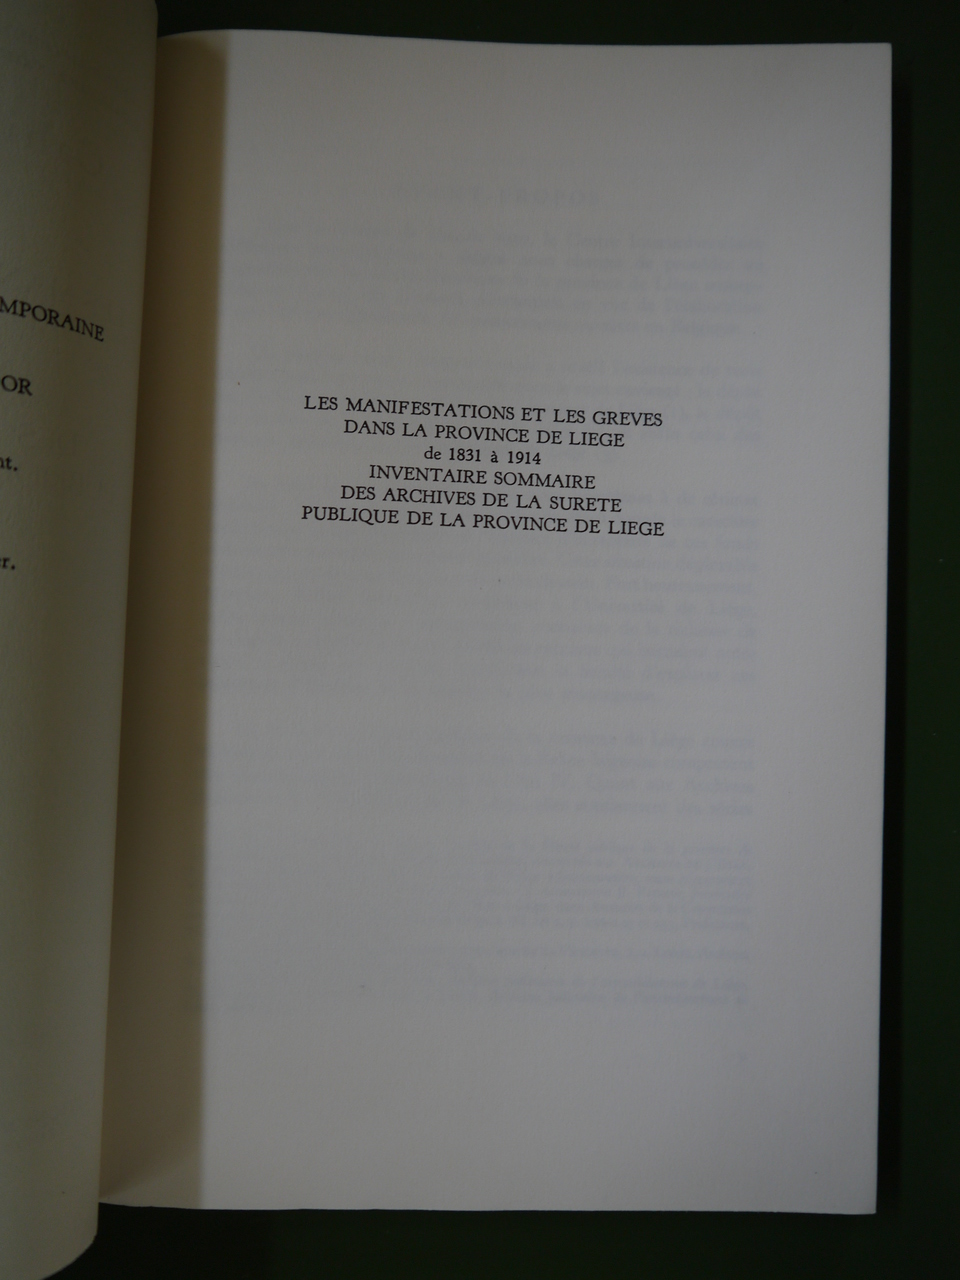 MPORAINE
OR
nt.
er.
LES MANIFESTATIONS ET LES GREVES
DANS LA PROVINCE DE LIEGE
de 1831 à 1914
INVENTAIRE SOMMAIRE
DES ARCHIVES DE LA SURETE
PUBLIQUE DE LA PROVINCE DE LIEGE